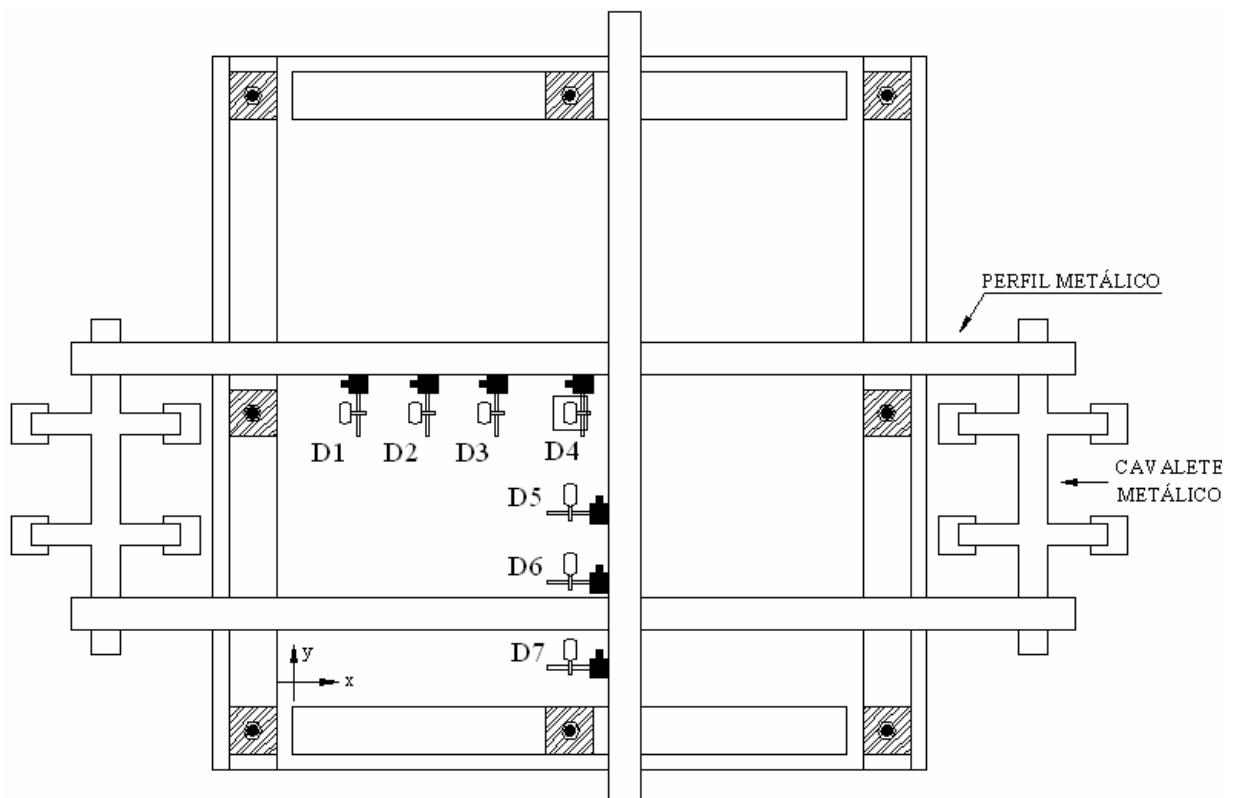 PERFIL METÁLICO
D1 D2 D3 D4
D5
CAVALETE
METÁLICO
D6
D7
y
x